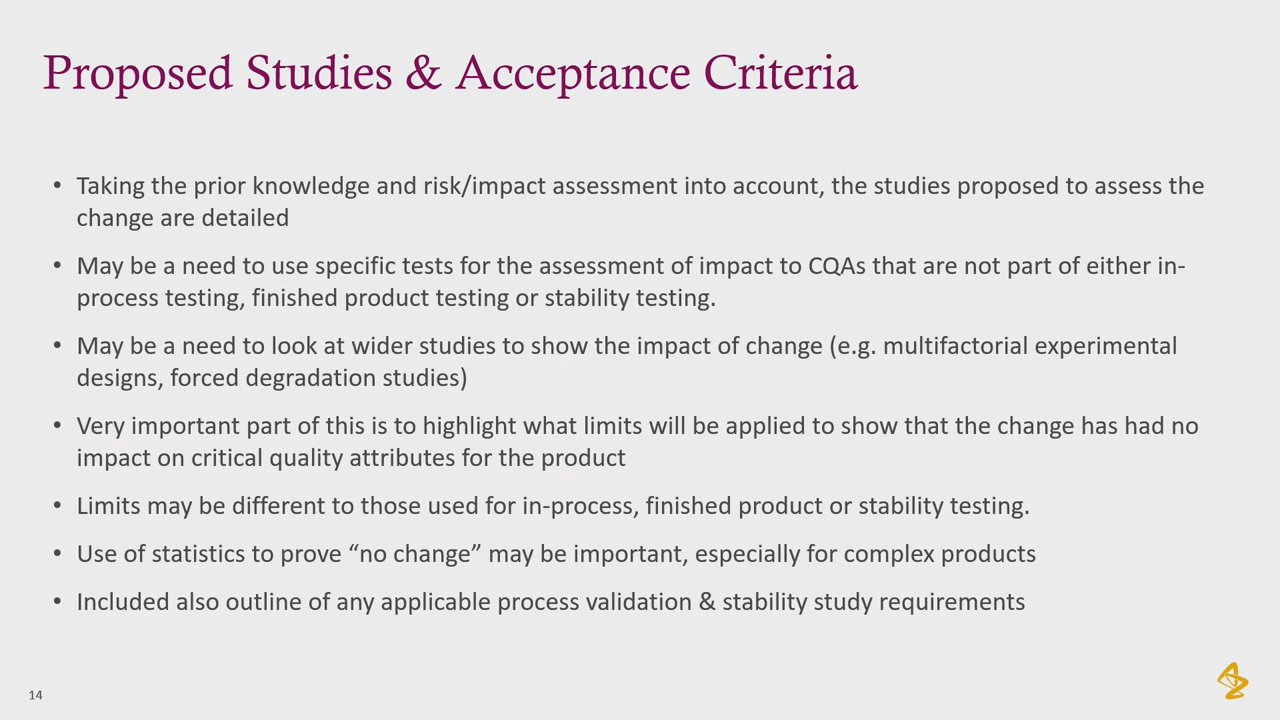 Proposed Studies & Acceptance Criteria
• Taking the prior knowledge and risk/impact assessment into account, the studies proposed to assess the
change are detailed
• May be a need to use specific tests for the assessment of impact to CQAs that are not part of either in-
process testing, finished product testing or stability testing.
• May be a need to look at wider studies to show the impact of change (e.g. multifactorial experimental
designs, forced degradation studies)
• Very important part of this is to highlight what limits will be applied to show that the change has had no
impact on critical quality attributes for the product
• Limits may be different to those used for in-process, finished product or stability testing.
• Use of statistics to prove “no change” may be important, especially for complex products
• Included also outline of any applicable process validation & stability study requirements
14